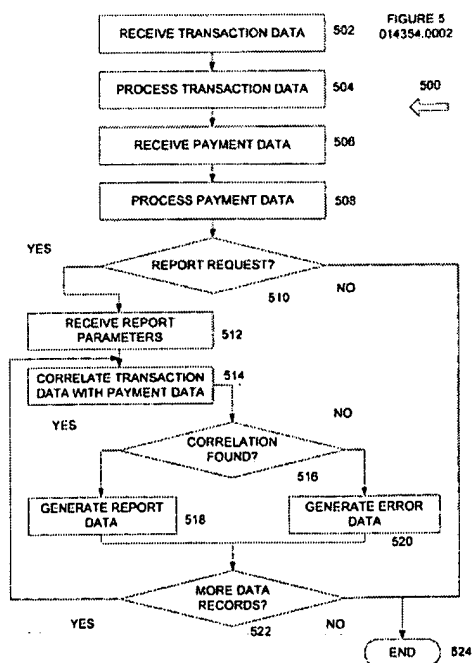 FIGURE 5
014354.0002
500
RECEIVE TRANSACTION DATA 502
PROCESS TRANSACTION DATA 504
RECEIVE PAYMENT DATA 506
PROCESS PAYMENT DATA 508
YES
REPORT REQUEST?
510
NO
RECEIVE REPORT
PARAMETERS
512
CORRELATE TRANSACTION
DATA WITH PAYMENT DATA
514
YES
NO
CORRELATION
FOUND?
516
GENERATE REPORT
DATA
518
GENERATE ERROR
DATA
520
MORE DATA
RECORDS?
YES
522
NO
END 524